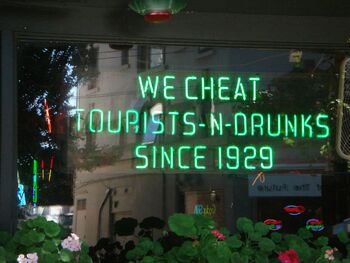 WE CHEAT
TOURISTS-N-DRUNKS
SINCE 1929